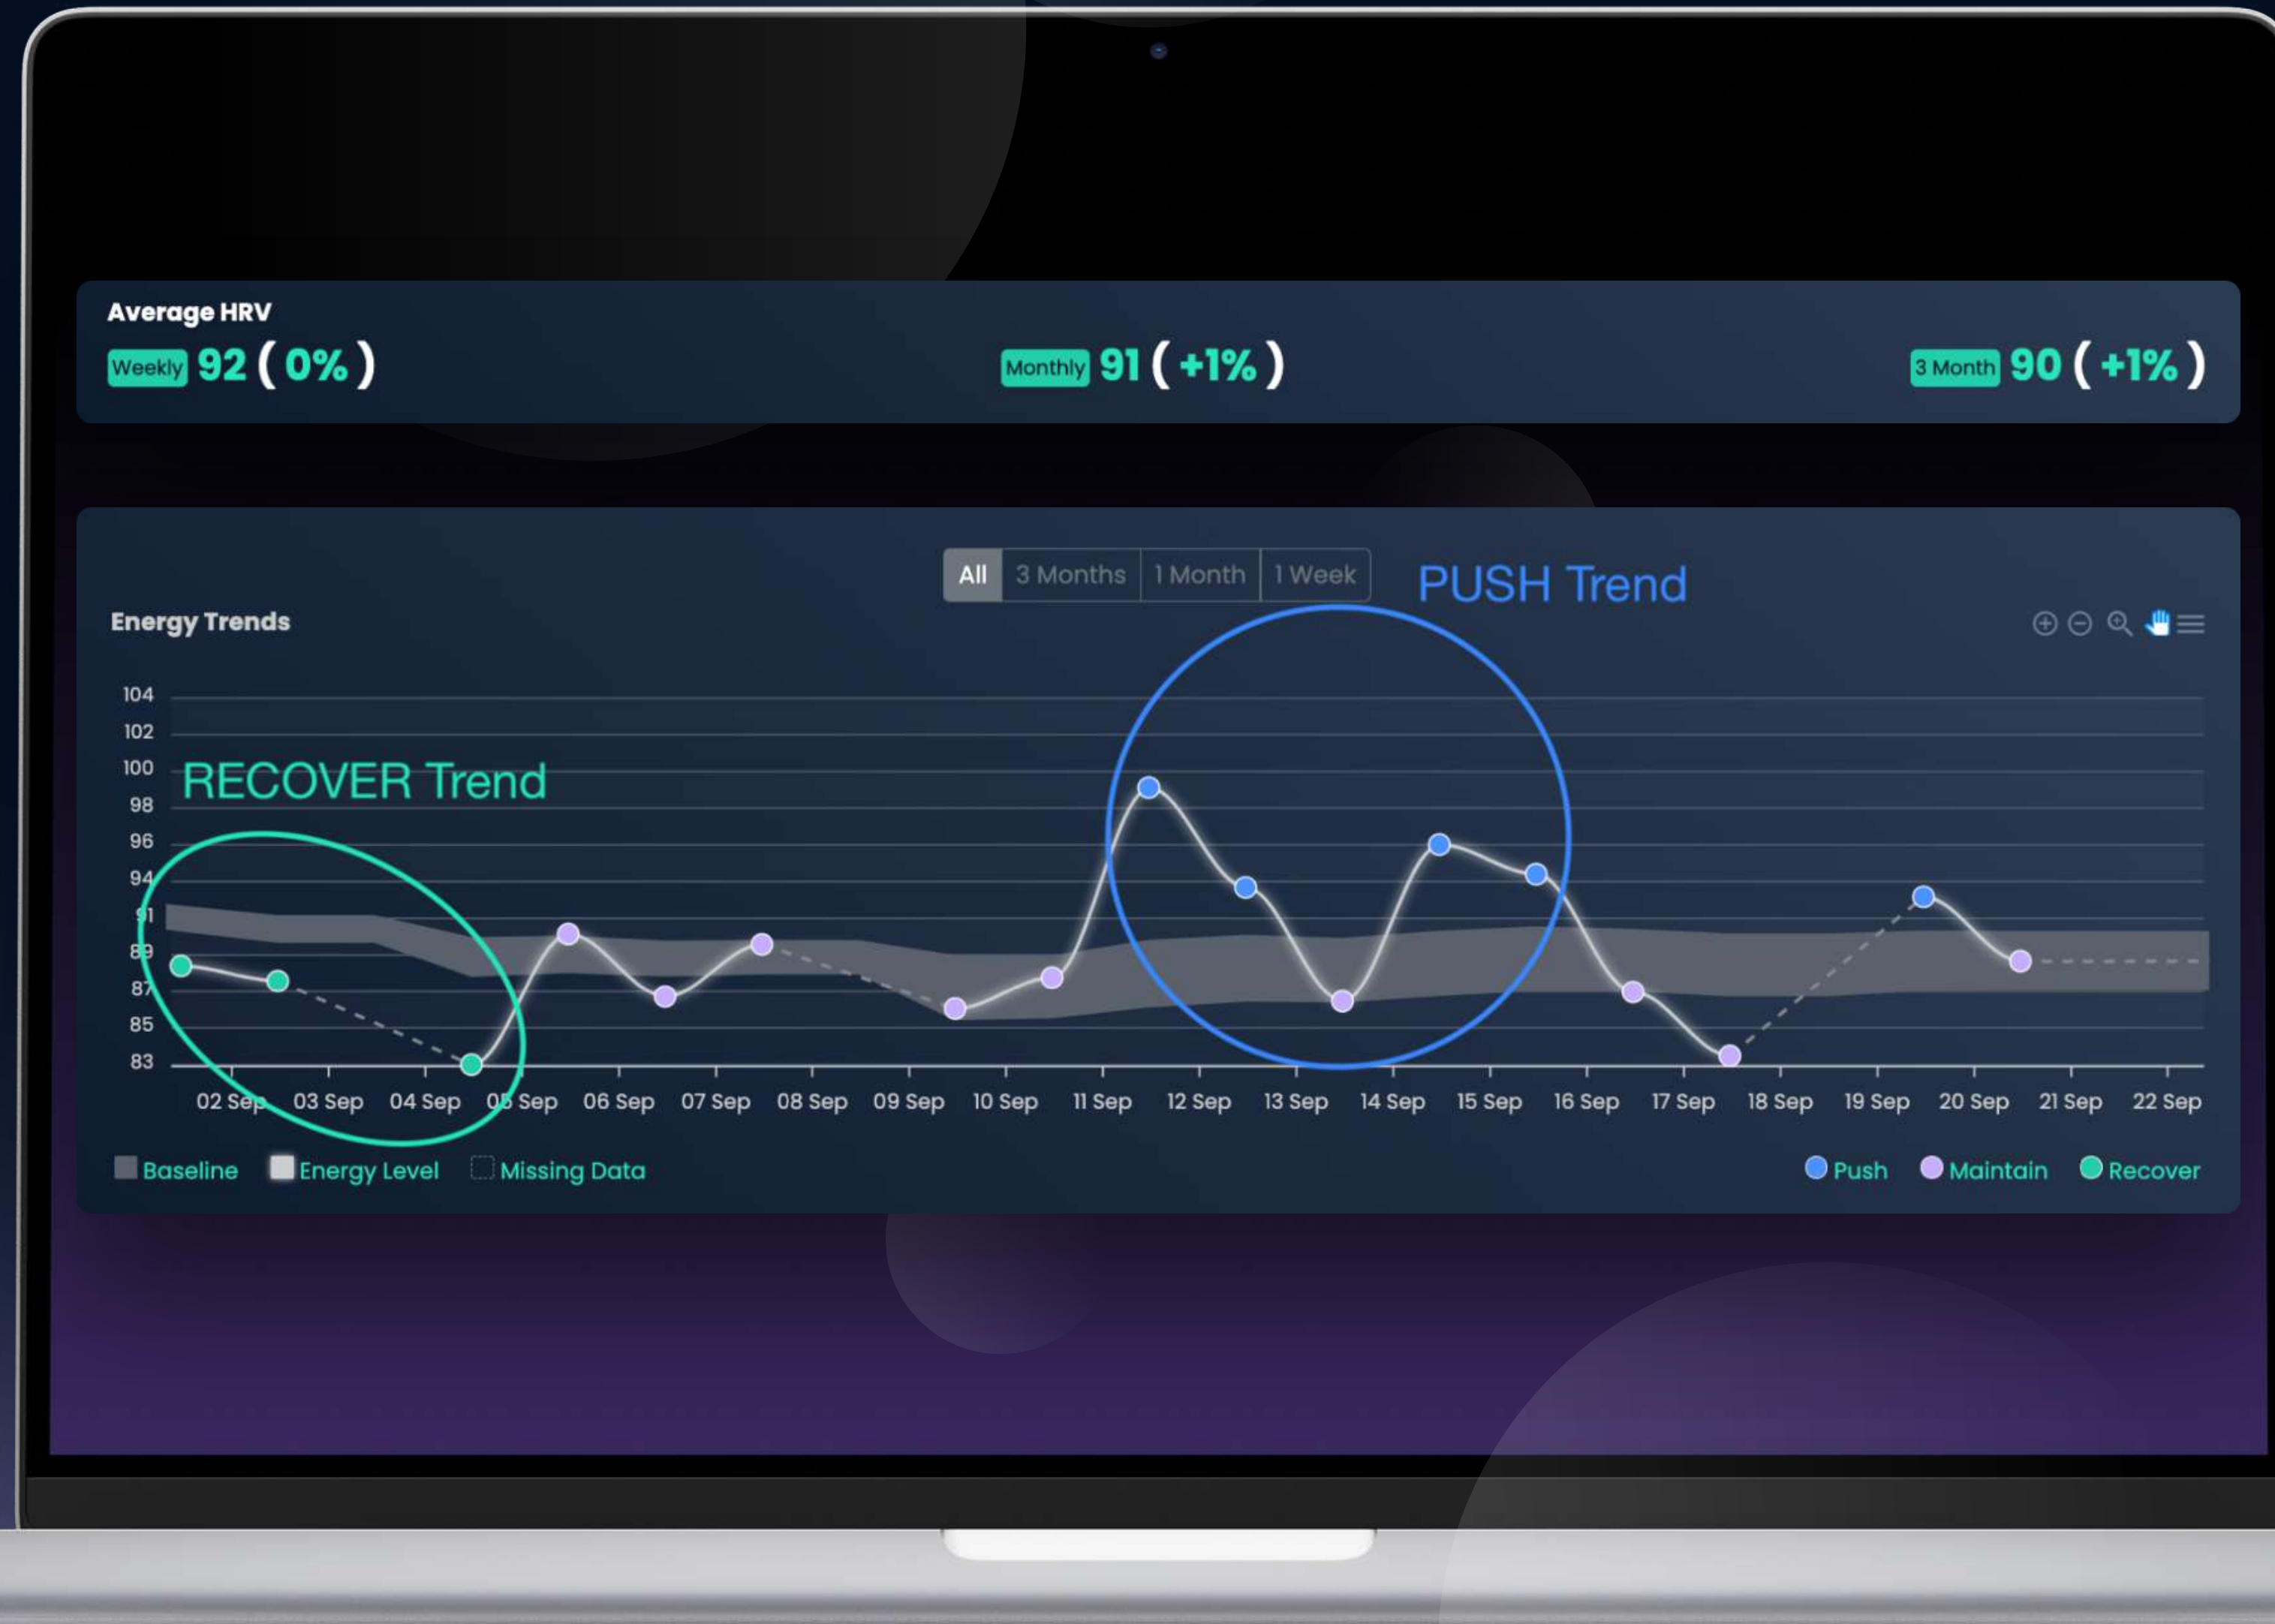 Average HRV
Weekly 92 ( 0% )
Monthly 91 ( +1% )
3 Month 90 ( +1% )
All 3 Months 1 Month 1 Week
PUSH Trend
Energy Trends
104
102
100
RECOVER Trend
98
96
94
91
89
87
85
83
02 Sep 03 Sep 04 Sep 05 Sep 06 Sep 07 Sep 08 Sep 09 Sep 10 Sep 11 Sep 12 Sep 13 Sep 14 Sep 15 Sep 16 Sep 17 Sep 18 Sep 19 Sep 20 Sep 21 Sep 22 Sep
Baseline Energy Level Missing Data
Push Maintain Recover